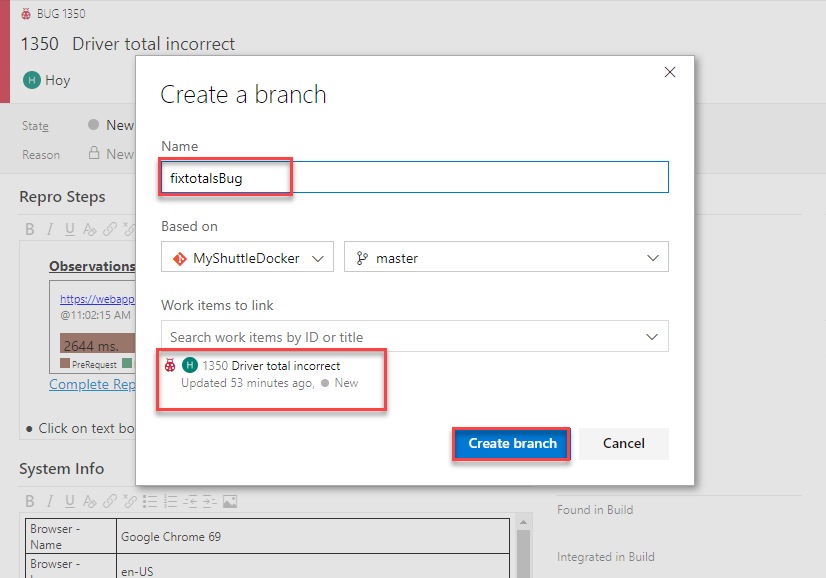 BUG 1350
1350 Driver total incorrect
H Hoy
State New
Reason New
Repro Steps
B I U
Observations
https://webapp
@11:02:15 AM
2644 ms.
PreRequest
Complete Rep
• Click on text bo
System Info
B I U
Browser - Name Google Chrome 69
Browser - en-US
Found in Build
Integrated in Build
Create a branch
Name
fixtotalsBug
Based on
MyShuttleDocker master
Work items to link
Search work items by ID or title
H 1350 Driver total incorrect
Updated 53 minutes ago, New
Create branch Cancel